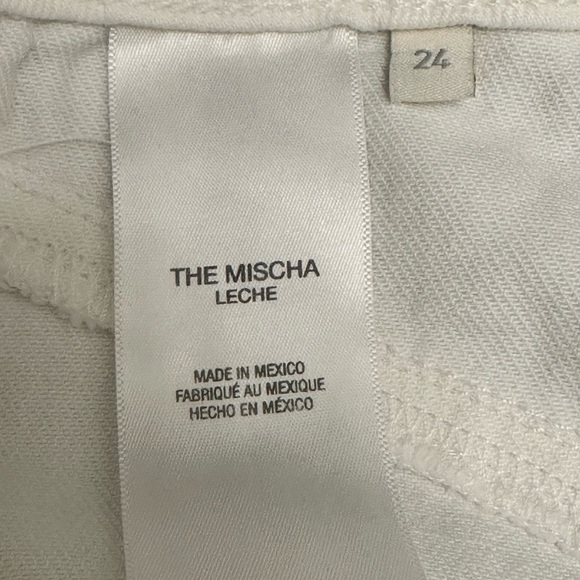 24
THE MISCHA
LECHE
MADE IN MEXICO
FABRIQUÉ AU MEXIQUE
HECHO EN MÉXICO